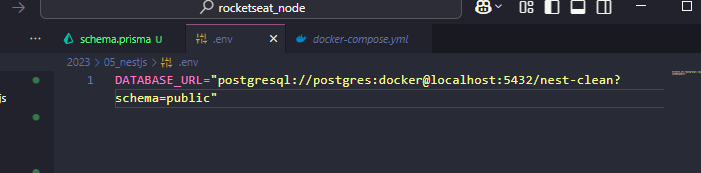 rocketseat_node
schema.prisma U
.env
docker-compose.yml
2023 > 05_nestjs > .env
js
1
DATABASE_URL="postgresql://postgres:docker@localhost:5432/nest-clean?
schema=public"